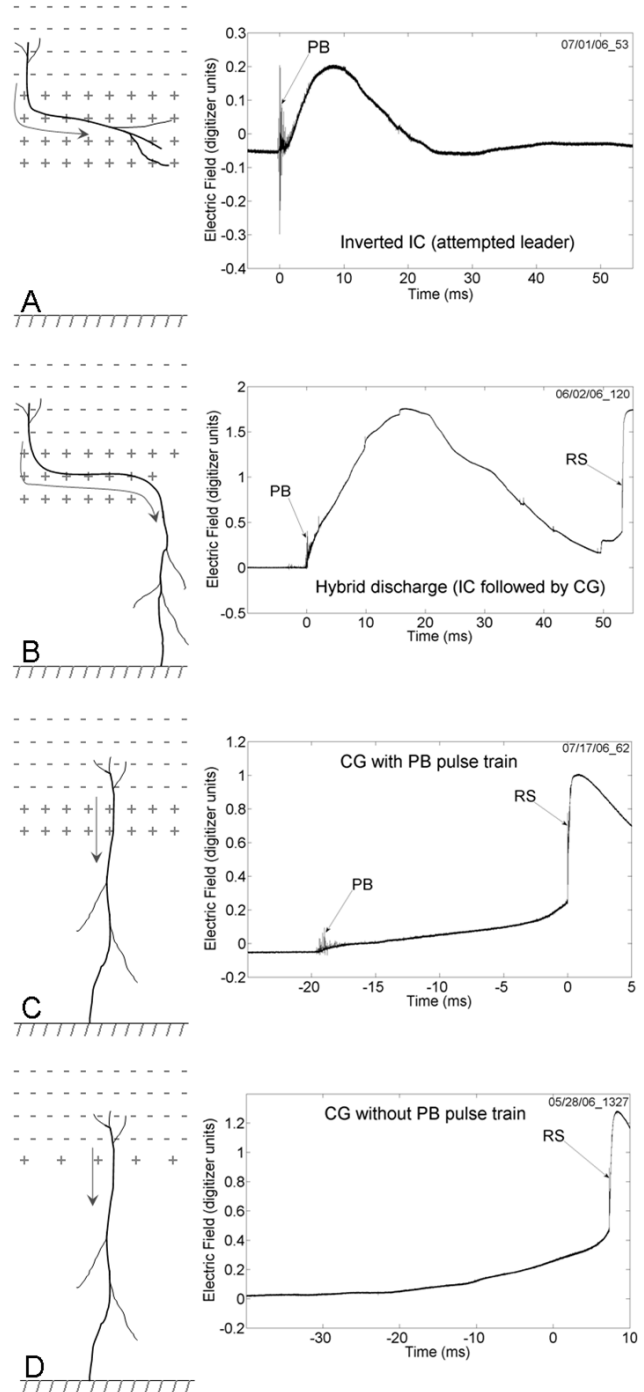 A
07/01/06_53
PB
Electric Field (digitizer units)
0.3
0.2
0.1
0
-0.1
-0.2
-0.3
-0.4
Inverted IC (attempted leader)
0 10 20 30 40 50
Time (ms)
B
06/02/06_120
PB
RS
Electric Field (digitizer units)
2
1.5
1
0.5
0
-0.5
Hybrid discharge (IC followed by CG)
0 10 20 30 40 50
Time (ms)
C
07/17/06_62
CG with PB pulse train
RS
PB
Electric Field (digitizer units)
1.2
1
0.8
0.6
0.4
0.2
0
-0.2
-20 -15 -10 -5 0 5
Time (ms)
D
05/28/06_1327
CG without PB pulse train
RS
Electric Field (digitizer units)
1.2
1
0.8
0.6
0.4
0.2
0
-0.2
-30 -20 -10 0 10
Time (ms)